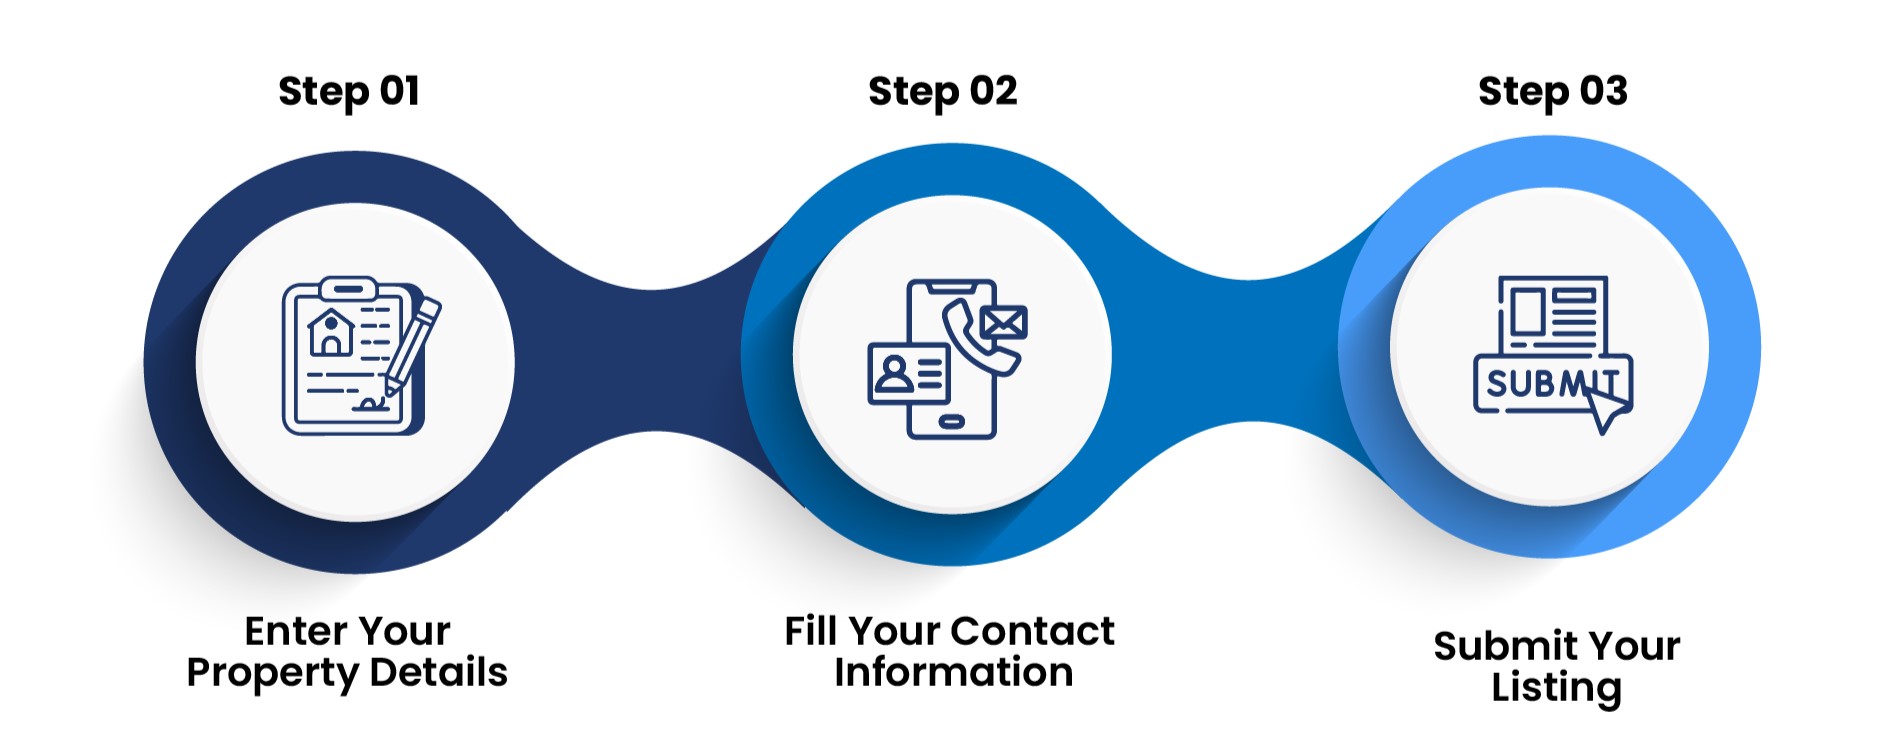 Step 01
Step 02
Step 03
SUBMIT
Enter Your
Property Details
Fill Your Contact
Information
Submit Your
Listing